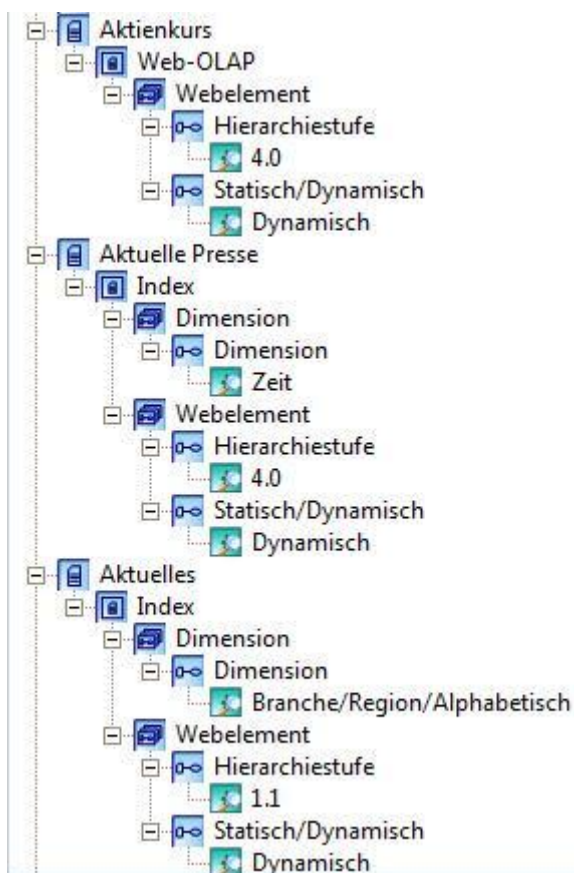 Aktienkurs
Web-OLAP
Webelement
Hierarchiestufe
4.0
Statisch/Dynamisch
Dynamisch
Aktuelle Presse
Index
Dimension
Dimension
Zeit
Webelement
Hierarchiestufe
4.0
Statisch/Dynamisch
Dynamisch
Aktuelles
Index
Dimension
Dimension
Branche/Region/Alphabetisch
Webelement
Hierarchiestufe
1.1
Statisch/Dynamisch
Dynamisch